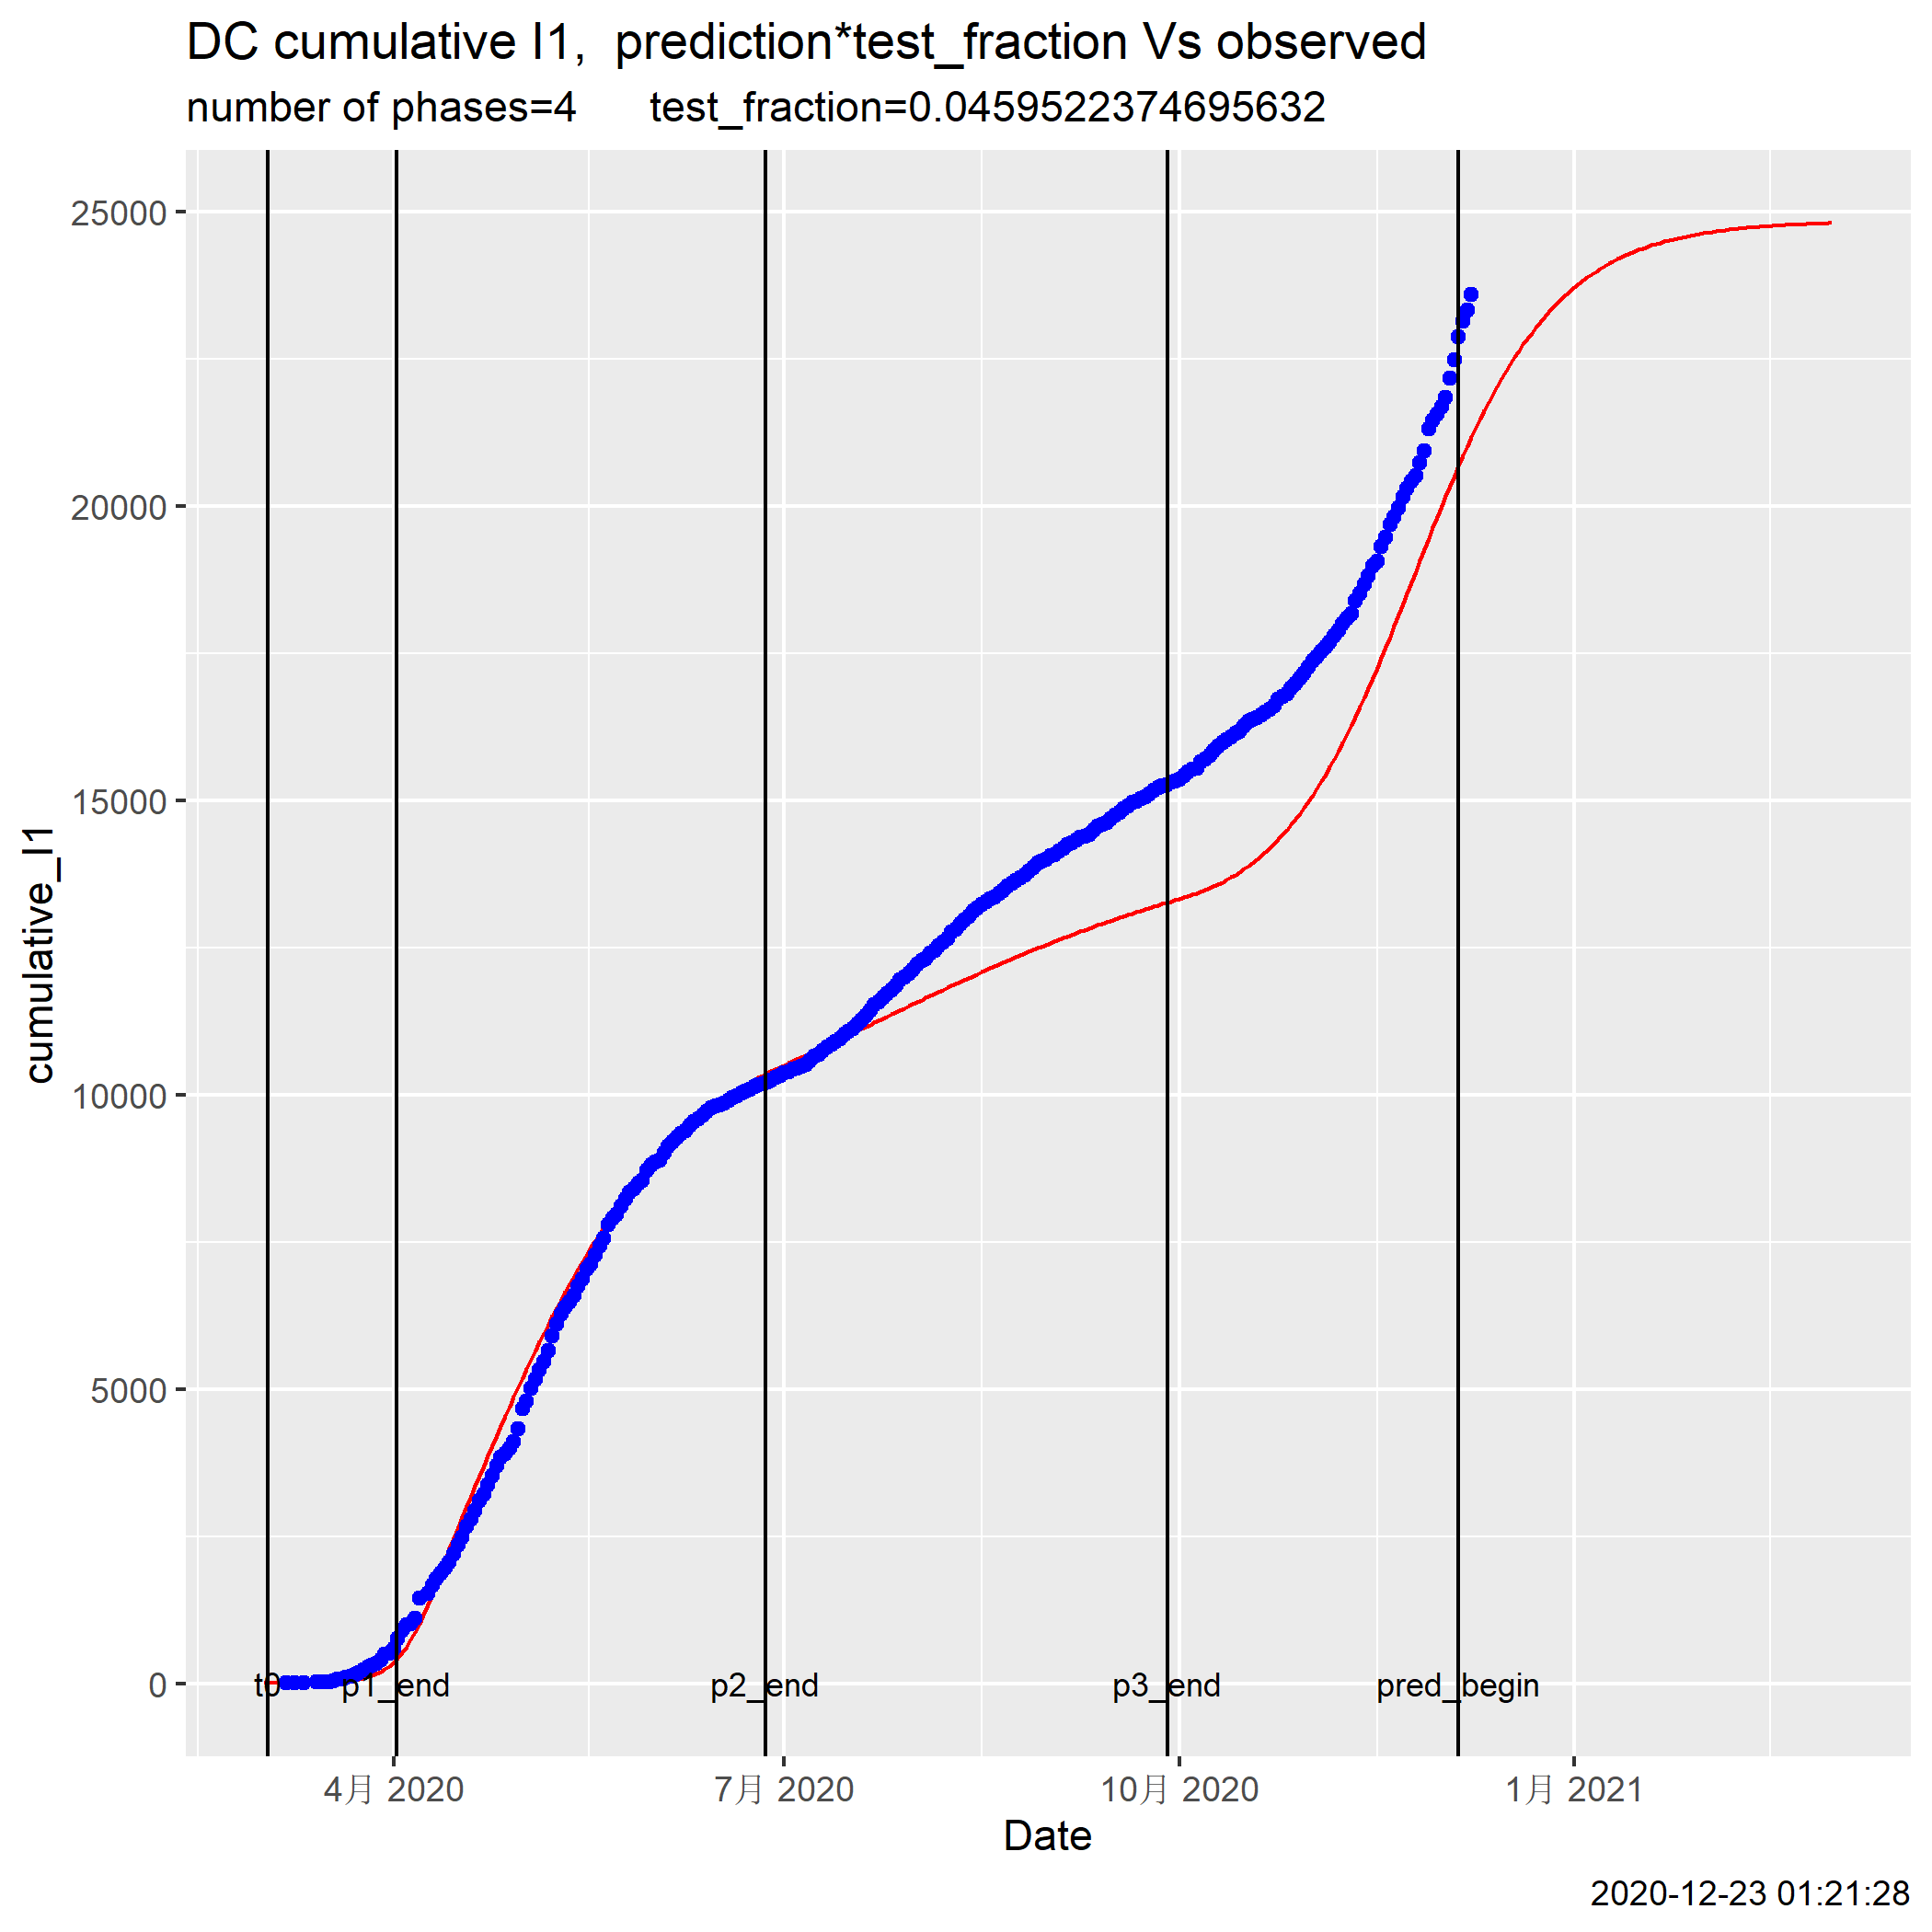 DC cumulative I1,  prediction*test_fraction Vs observed
number of phases=4      test_fraction=0.0459522374695632
25000
20000
15000
10000
5000
0
cumulative_I1
t0 p1_end p2_end p3_end pred_begin
4月 2020 7月 2020 10月 2020 1月 2021
Date
2020-12-23 01:21:28